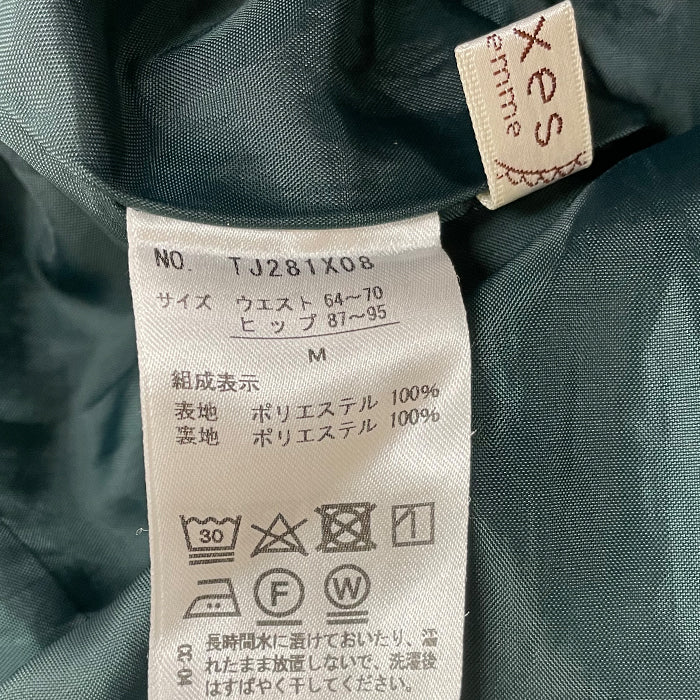 xes
emme
NO. TJ281X08
サイズ ウエスト 64〜70
ヒップ 87〜95
M
組成表示
表地 ポリエステル 100%
裏地 ポリエステル 100%
30
F W
長時間水に漬けておいたり、濡
れたまま放置しないで、洗濯後
はすばやく干してください。